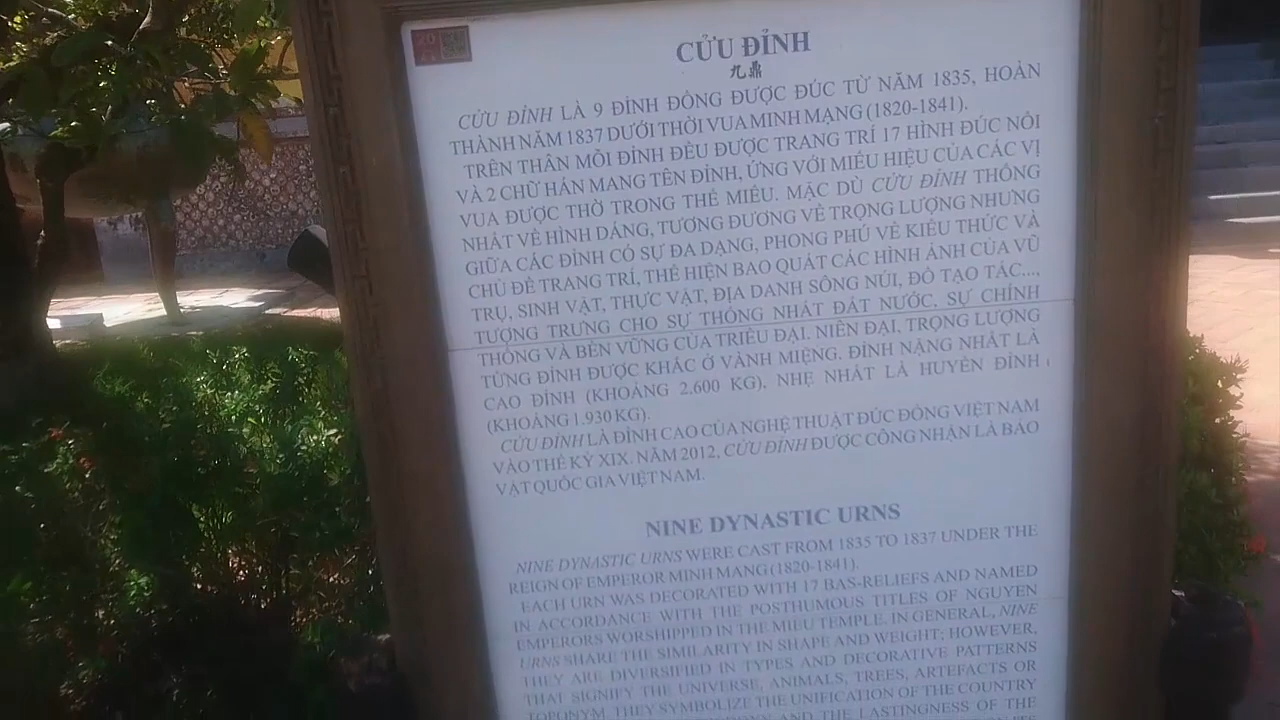 CỬU ĐỈNH
九鼎
CỬU ĐỈNH LÀ 9 ĐỈNH ĐỒNG ĐƯỢC ĐÚC TỪ NĂM 1835, HOÀN
THÀNH NĂM 1837 DƯỚI THỜI VUA MINH MẠNG (1820-1841).
TRÊN THÂN MỖI ĐỈNH ĐỀU ĐƯỢC TRANG TRÍ 17 HÌNH ĐÚC NỔI
VÀ 2 CHỮ HÁN MANG TÊN ĐỈNH, ỨNG VỚI MIẾU HIỆU CỦA CÁC VỊ
VUA ĐƯỢC THỜ TRONG THẾ MIẾU. MẶC DÙ CỬU ĐỈNH THỐNG
NHẤT VỀ HÌNH DÁNG, TƯƠNG ĐƯƠNG VỀ TRỌNG LƯỢNG NHƯNG
GIỮA CÁC ĐỈNH CÓ SỰ ĐA DẠNG, PHONG PHÚ VỀ KIỂU THỨC VÀ
CHỦ ĐỀ TRANG TRÍ, THỂ HIỆN BAO QUÁT CÁC HÌNH ẢNH CỦA VŨ
TRỤ, SINH VẬT, THỰC VẬT, ĐỊA DANH SÔNG NÚI, ĐỒ TẠO TÁC...,
TƯỢNG TRƯNG CHO SỰ THỐNG NHẤT ĐẤT NƯỚC, SỰ CHÍNH
THỐNG VÀ BỀN VỮNG CỦA TRIỀU ĐẠI. NIÊN ĐẠI, TRỌNG LƯỢNG
TỪNG ĐỈNH ĐƯỢC KHẮC Ở VÀNH MIỆNG. ĐỈNH NẶNG NHẤT LÀ
CAO ĐỈNH (KHOẢNG 2.600 KG). NHẸ NHẤT LÀ HUYỀN ĐỈNH
(KHOẢNG 1.930 KG).
CỬU ĐỈNH LÀ ĐỈNH CAO CỦA NGHỆ THUẬT ĐÚC ĐỒNG VIỆT NAM
VÀO THẾ KỶ XIX. NĂM 2012, CỬU ĐỈNH ĐƯỢC CÔNG NHẬN LÀ BẢO
VẬT QUỐC GIA VIỆT NAM.
NINE DYNASTIC URNS
NINE DYNASTIC URNS WERE CAST FROM 1835 TO 1837 UNDER THE
REIGN OF EMPEROR MINH MANG (1820-1841).
EACH URN WAS DECORATED WITH 17 BAS-RELIEFS AND NAMED
IN ACCORDANCE WITH THE POSTHUMOUS TITLES OF NGUYEN
EMPERORS WORSHIPPED IN THE MIEU TEMPLE. IN GENERAL, NINE
URNS SHARE THE SIMILARITY IN SHAPE AND WEIGHT; HOWEVER,
THEY ARE DIVERSIFIED IN TYPES AND DECORATIVE PATTERNS
THAT SIGNIFY THE UNIVERSE, ANIMALS, TREES, ARTEFACTS OR
TOPONYM. THEY SYMBOLIZE THE UNIFICATION OF THE COUNTRY
AND THE LASTINGNESS OF THE